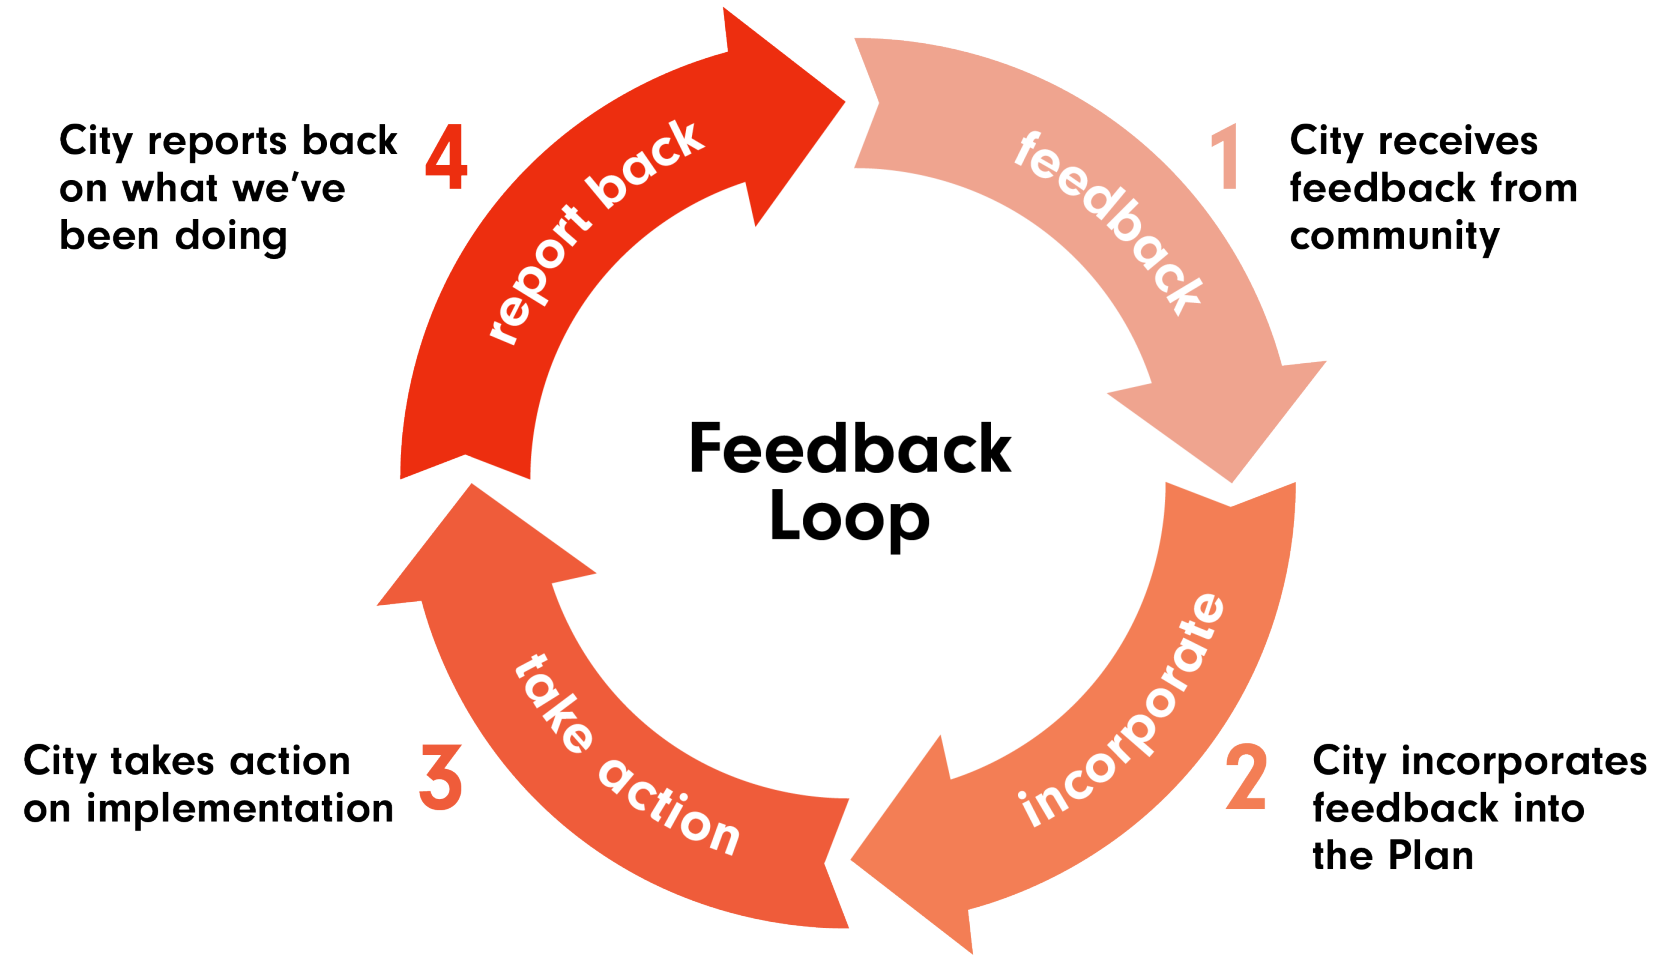 Feedback
Loop
feedback
1
City receives
feedback from
community
incorporate
2
City incorporates
feedback into
the Plan
take action
3
City takes action
on implementation
report back
4
City reports back
on what we’ve
been doing